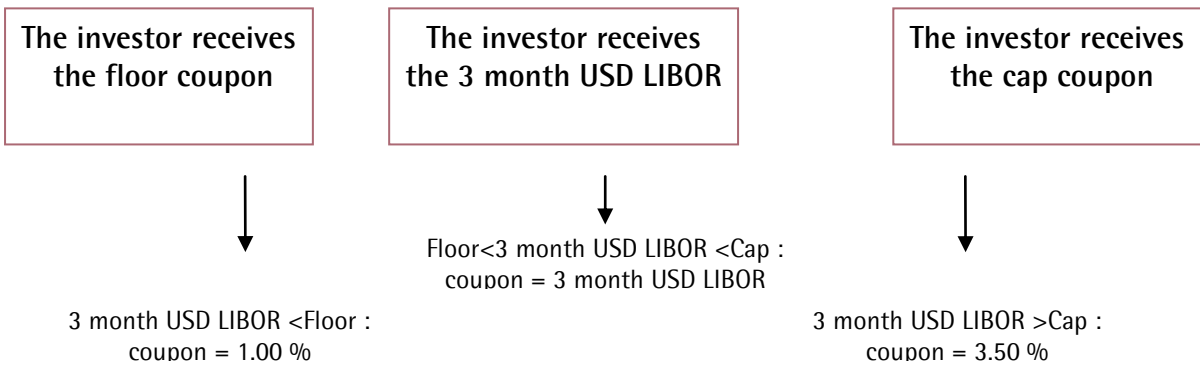 The investor receives
the floor coupon
The investor receives
the 3 month USD LIBOR
The investor receives
the cap coupon
Floor<3 month USD LIBOR <Cap :
coupon = 3 month USD LIBOR
3 month USD LIBOR <Floor :
coupon = 1.00 %
3 month USD LIBOR >Cap :
coupon = 3.50 %